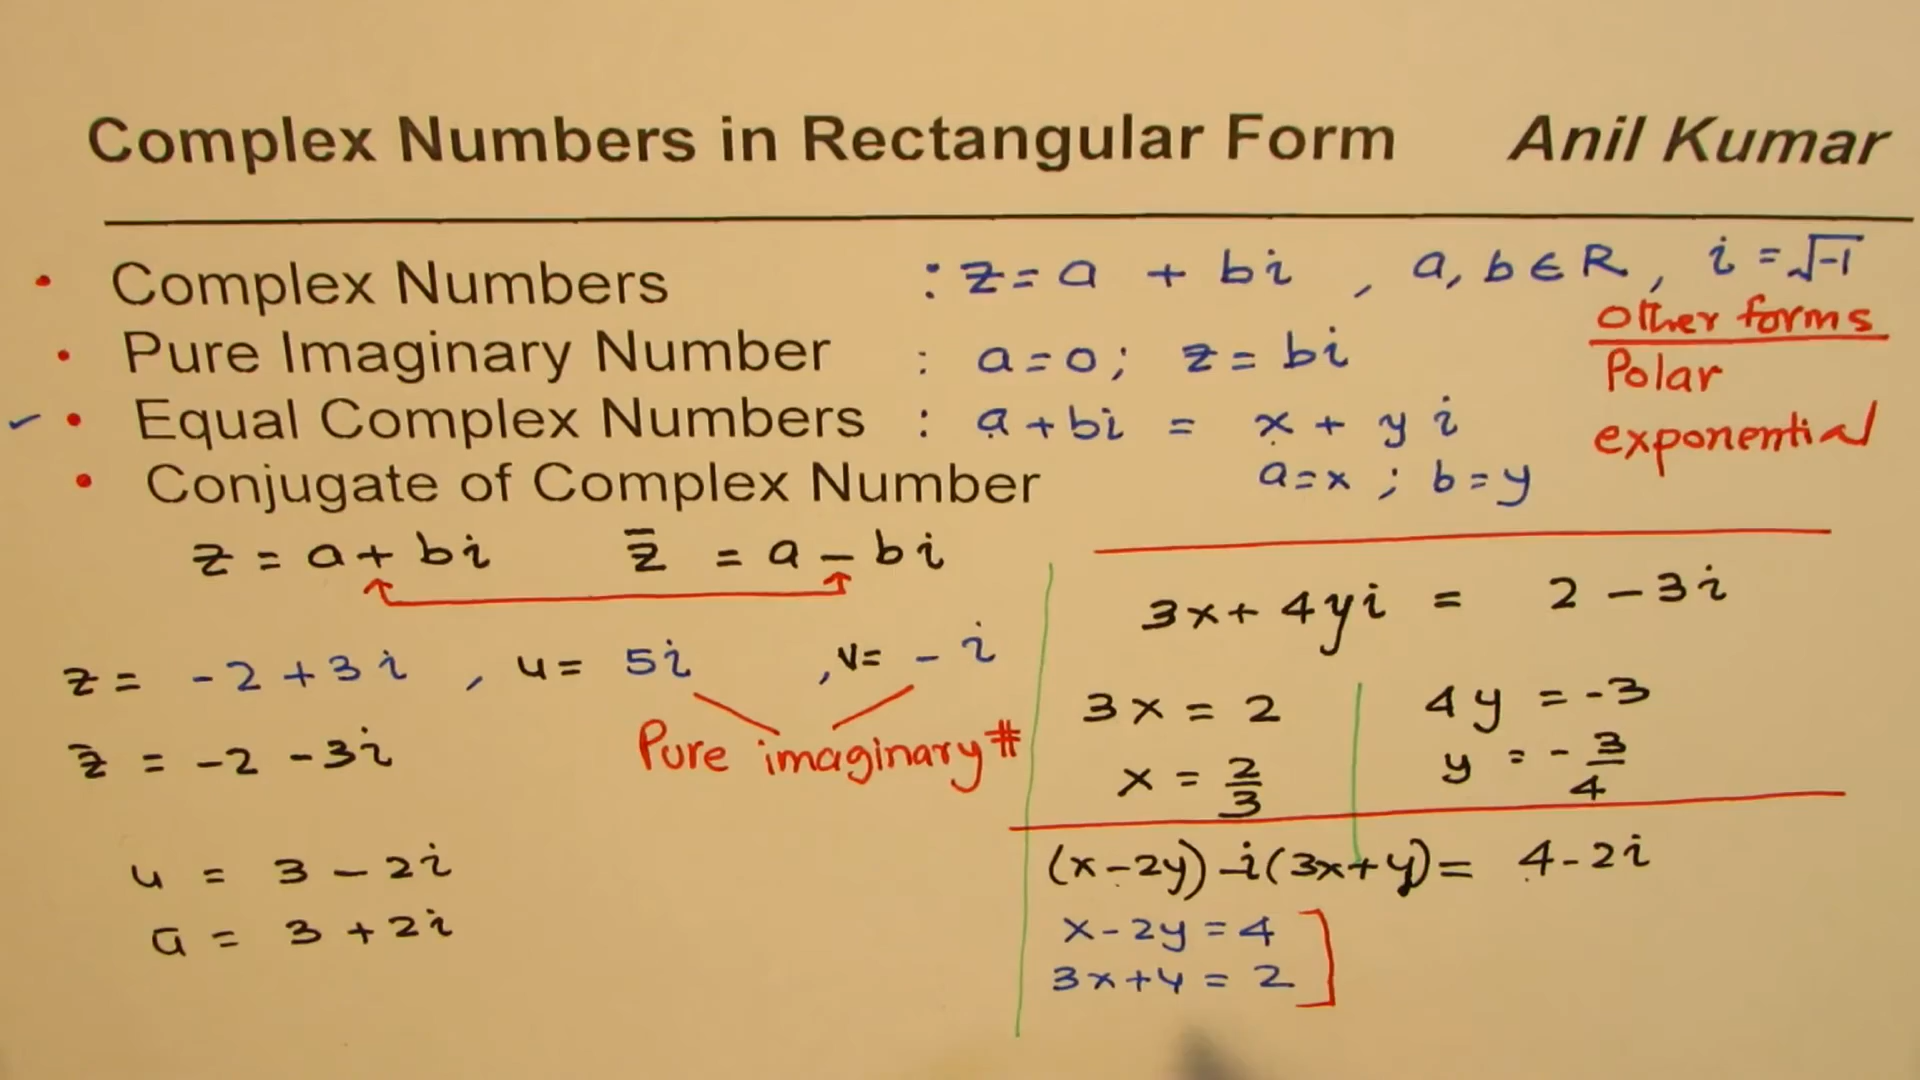 Complex Numbers in Rectangular Form Anil Kumar
• Complex Numbers : z = a + bi , a, b ∈ R , i = √-1
• Pure Imaginary Number : a = 0 ; z = bi
• Equal Complex Numbers : a + bi = x + y i
a = x ; b = y
• Conjugate of Complex Number
Other forms
Polar
exponential
z = a + bi z̅ = a - bi
z = -2 + 3i , u = 5i , v = - i
Pure imaginary #
z̅ = -2 - 3i
u = 3 - 2i
u̅ = 3 + 2i
3x + 4yi = 2 - 3i
3x = 2 4y = -3
x = 2/3 y = - 3/4
(x - 2y) - i(3x + y) = 4 - 2i
x - 2y = 4
3x + y = 2